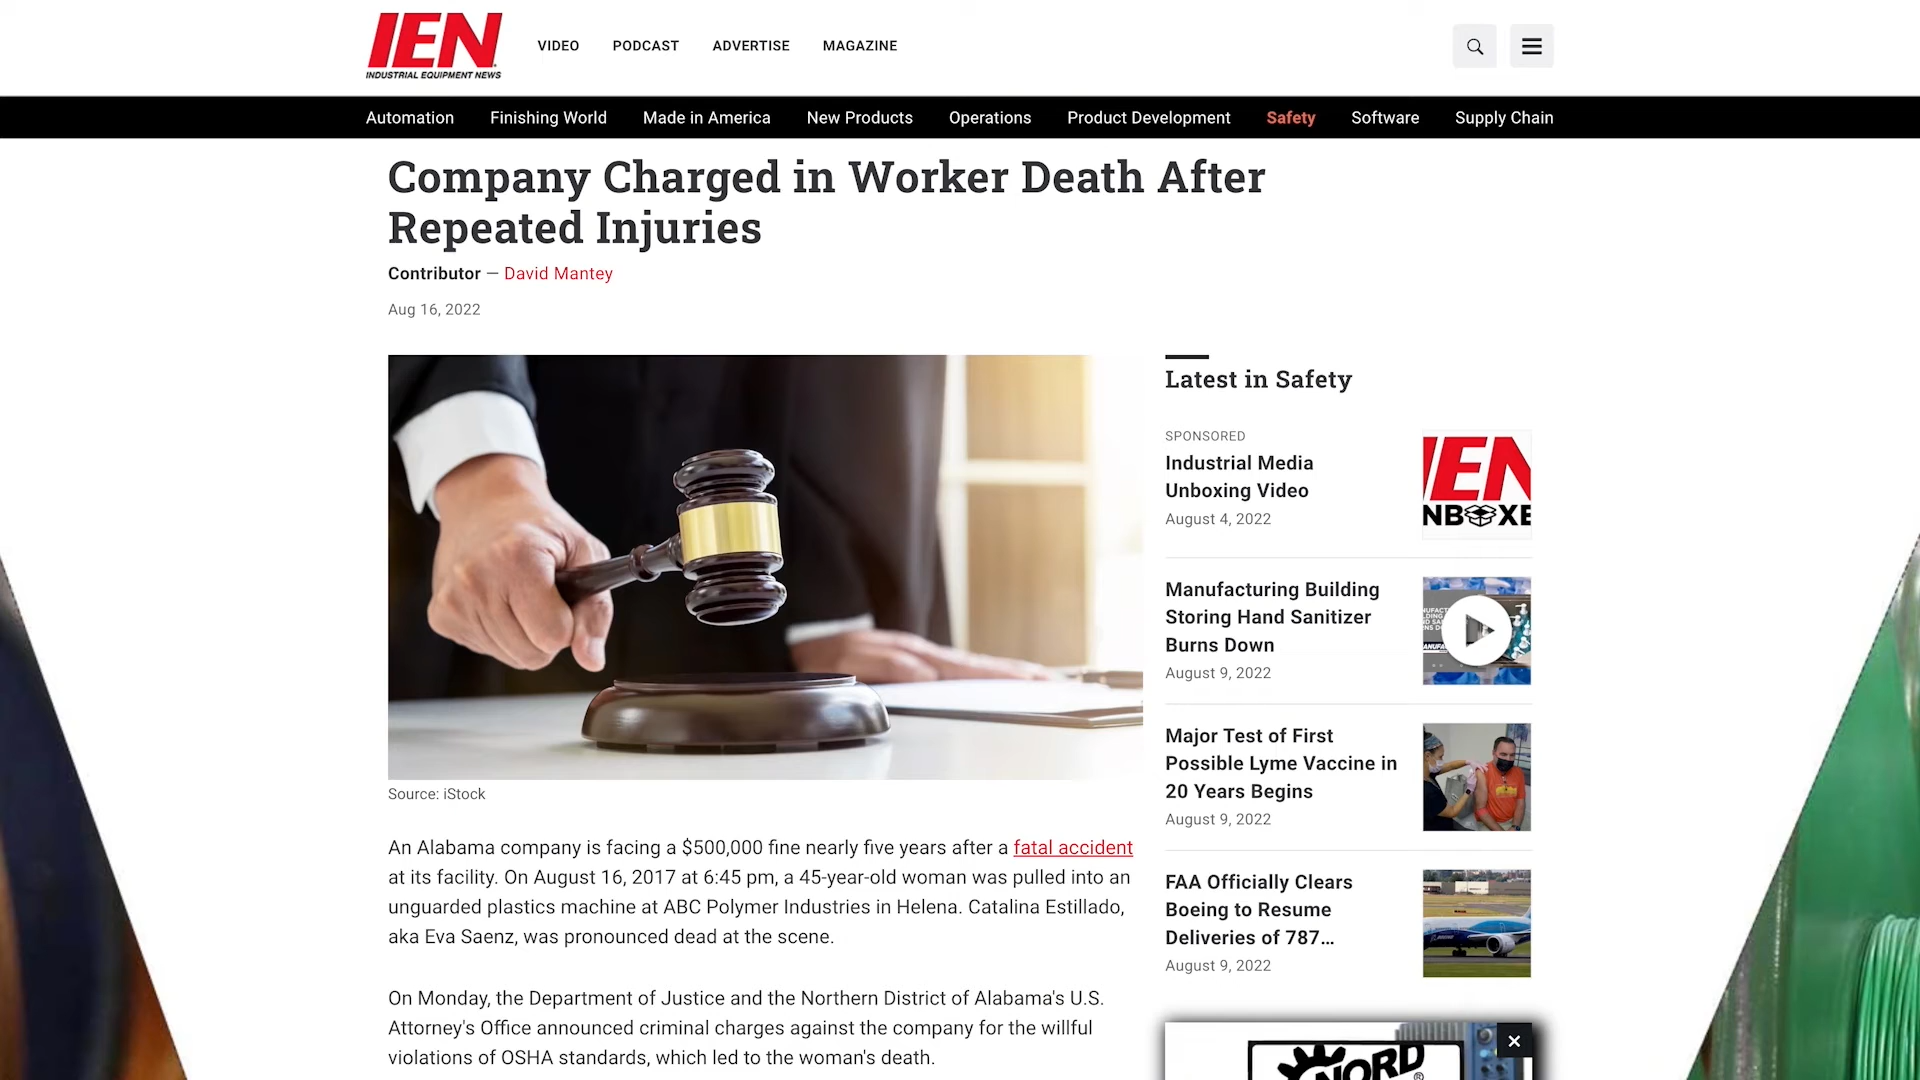 IEN
INDUSTRIAL EQUIPMENT NEWS
VIDEO
PODCAST
ADVERTISE
MAGAZINE
Automation
Finishing World
Made in America
New Products
Operations
Product Development
Safety
Software
Supply Chain
Company Charged in Worker Death After
Repeated Injuries
Contributor — David Mantey
Aug 16, 2022
Source: iStock
An Alabama company is facing a $500,000 fine nearly five years after a fatal accident
at its facility. On August 16, 2017 at 6:45 pm, a 45-year-old woman was pulled into an
unguarded plastics machine at ABC Polymer Industries in Helena. Catalina Estillado,
aka Eva Saenz, was pronounced dead at the scene.
On Monday, the Department of Justice and the Northern District of Alabama's U.S.
Attorney's Office announced criminal charges against the company for the willful
violations of OSHA standards, which led to the woman's death.
Latest in Safety
SPONSORED
Industrial Media
Unboxing Video
August 4, 2022
IEN
NBOXE
Manufacturing Building
Storing Hand Sanitizer
Burns Down
August 9, 2022
Major Test of First
Possible Lyme Vaccine in
20 Years Begins
August 9, 2022
FAA Officially Clears
Boeing to Resume
Deliveries of 787...
August 9, 2022
NORD